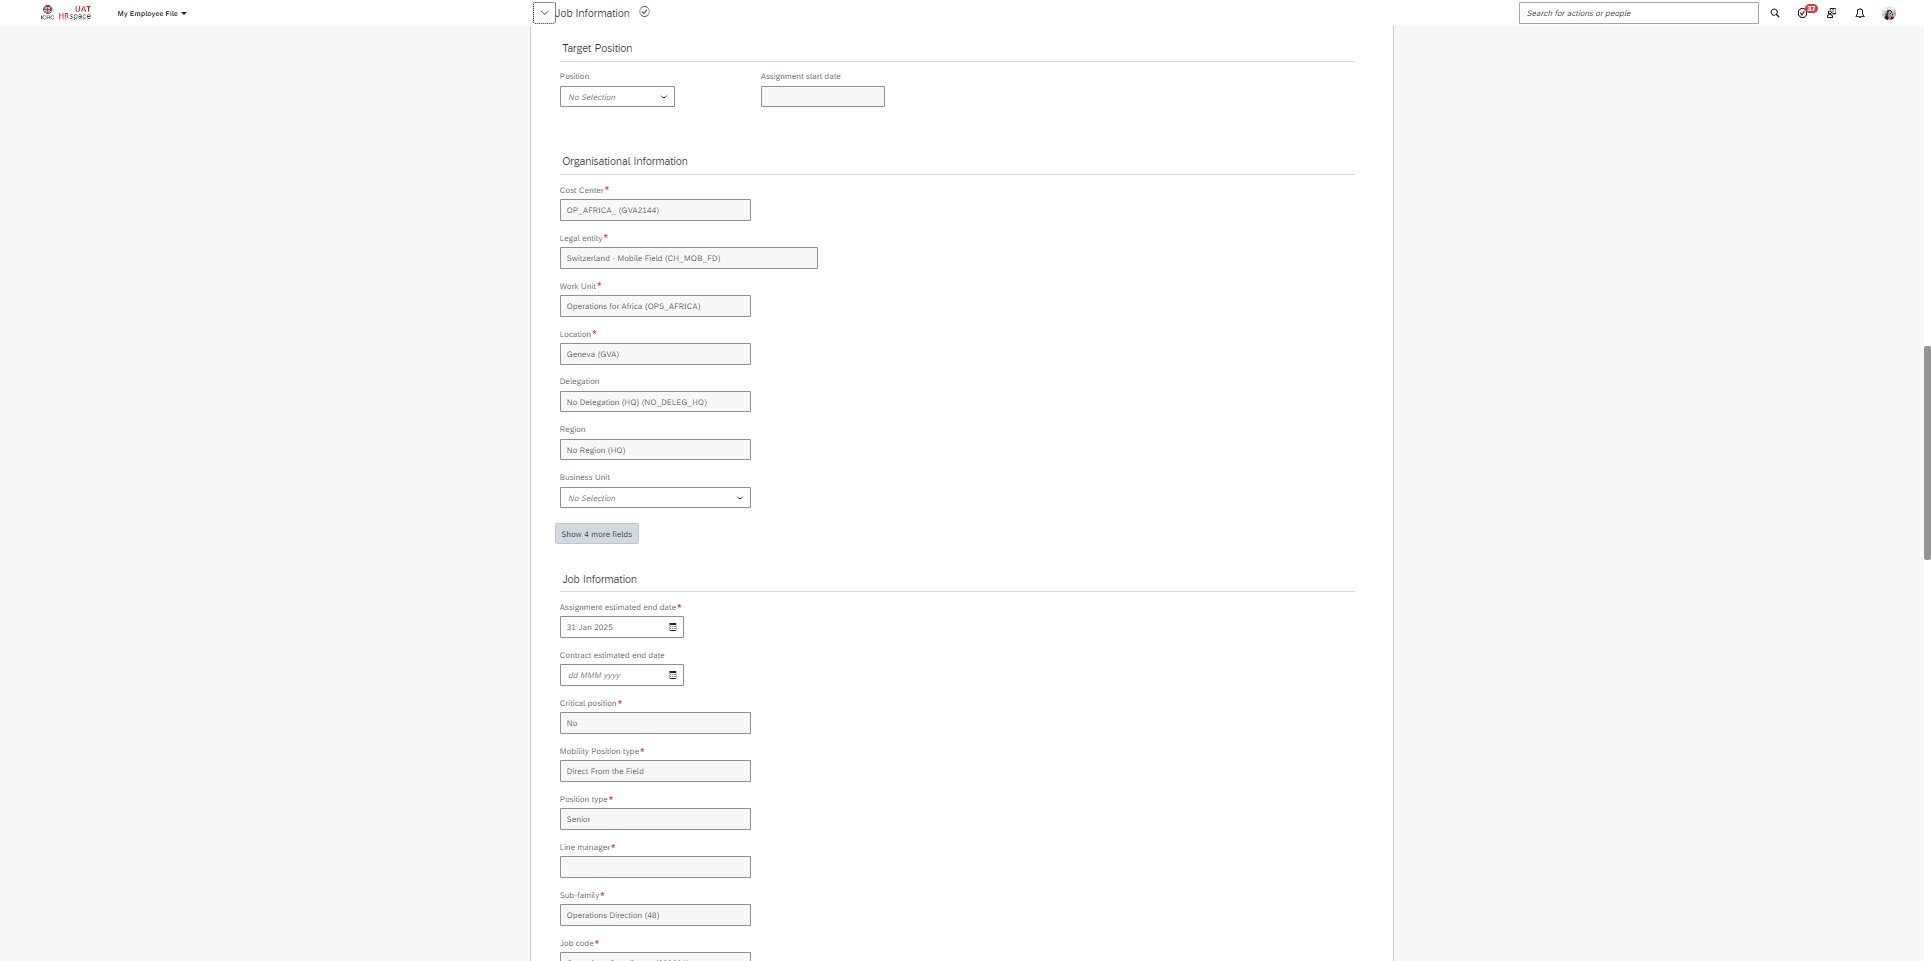 ICRC
UAT
HRspace
My Employee File
Job Information
Search for actions or people
37
Target Position
Position
Assignment start date
No Selection
Organisational Information
Cost Center*
OP_AFRICA_ (GVA2144)
Legal entity*
Switzerland - Mobile Field (CH_MOB_FD)
Work Unit*
Operations for Africa (OPS_AFRICA)
Location*
Geneva (GVA)
Delegation
No Delegation (HQ) (NO_DELEG_HQ)
Region
No Region (HQ)
Business Unit
No Selection
Show 4 more fields
Job Information
Assignment estimated end date*
31 Jan 2025
Contract estimated end date
dd MMM yyyy
Critical position*
No
Mobility Position type*
Direct From the Field
Position type*
Senior
Line manager*
Sub-family*
Operations Direction (48)
Job code*